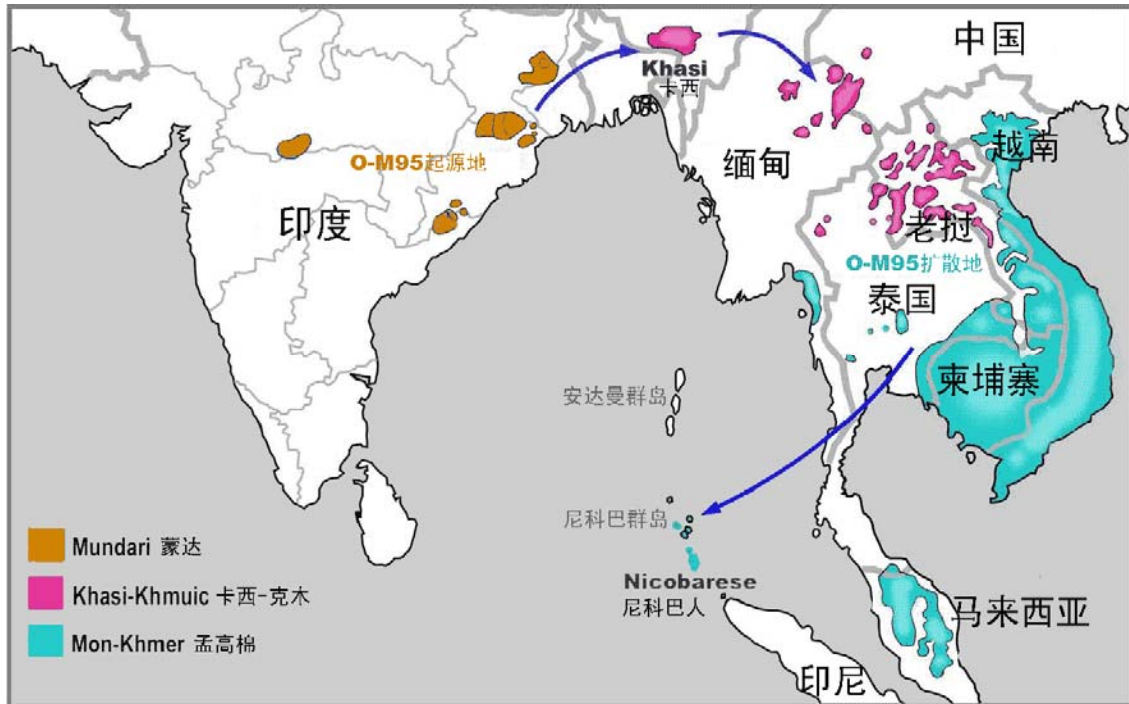 中国
Khasi
卡西
越南
缅甸
O-M95起源地
印度
老挝
O-M95扩散地
泰国
柬埔寨
安达曼群岛
尼科巴群岛
Mundari 蒙达
Nicobarese
尼科巴人
Khasi-Khmuic 卡西-克木
马来西亚
Mon-Khmer 孟高棉
印尼